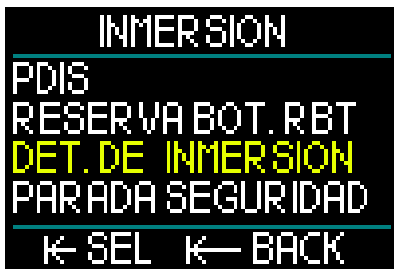 INMERSION
PDIS
RESERVA BOT. RBT
DET. DE INMERSION
PARADA SEGURIDAD
SEL BACK